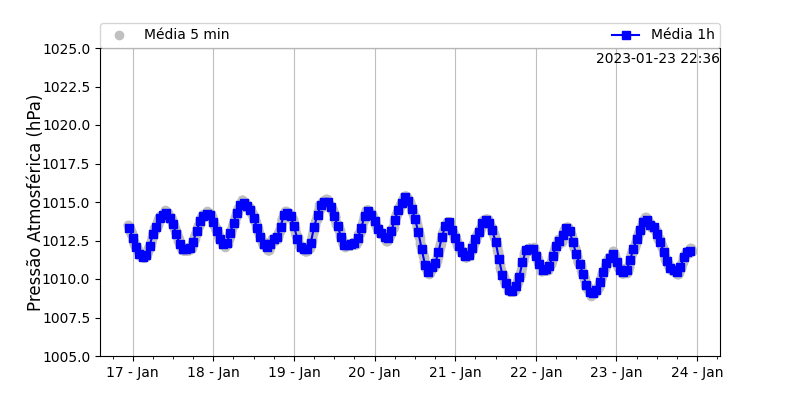 Média 5 min
Média 1h
2023-01-23 22:36
Pressão Atmosférica (hPa)
1025.0
1022.5
1020.0
1017.5
1015.0
1012.5
1010.0
1007.5
1005.0
17 - Jan
18 - Jan
19 - Jan
20 - Jan
21 - Jan
22 - Jan
23 - Jan
24 - Jan